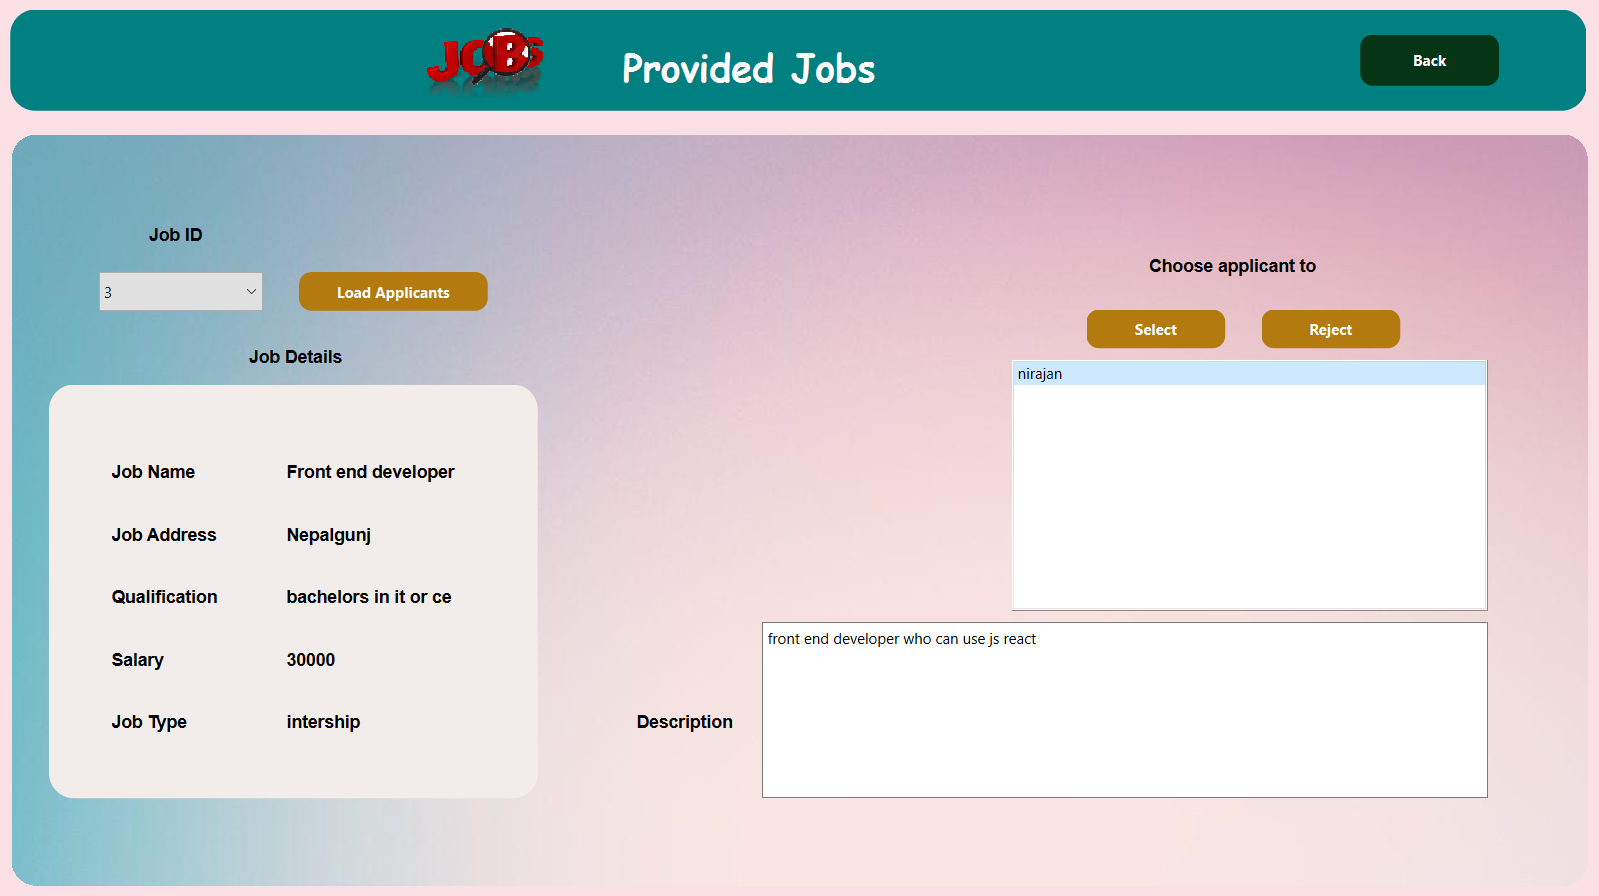 JOBS
Provided Jobs
Back
Job ID
3
Load Applicants
Job Details
Job Name Front end developer
Job Address Nepalgunj
Qualification bachelors in it or ce
Salary 30000
Job Type intership
Choose applicant to
Select Reject
nirajan
Description
front end developer who can use js react